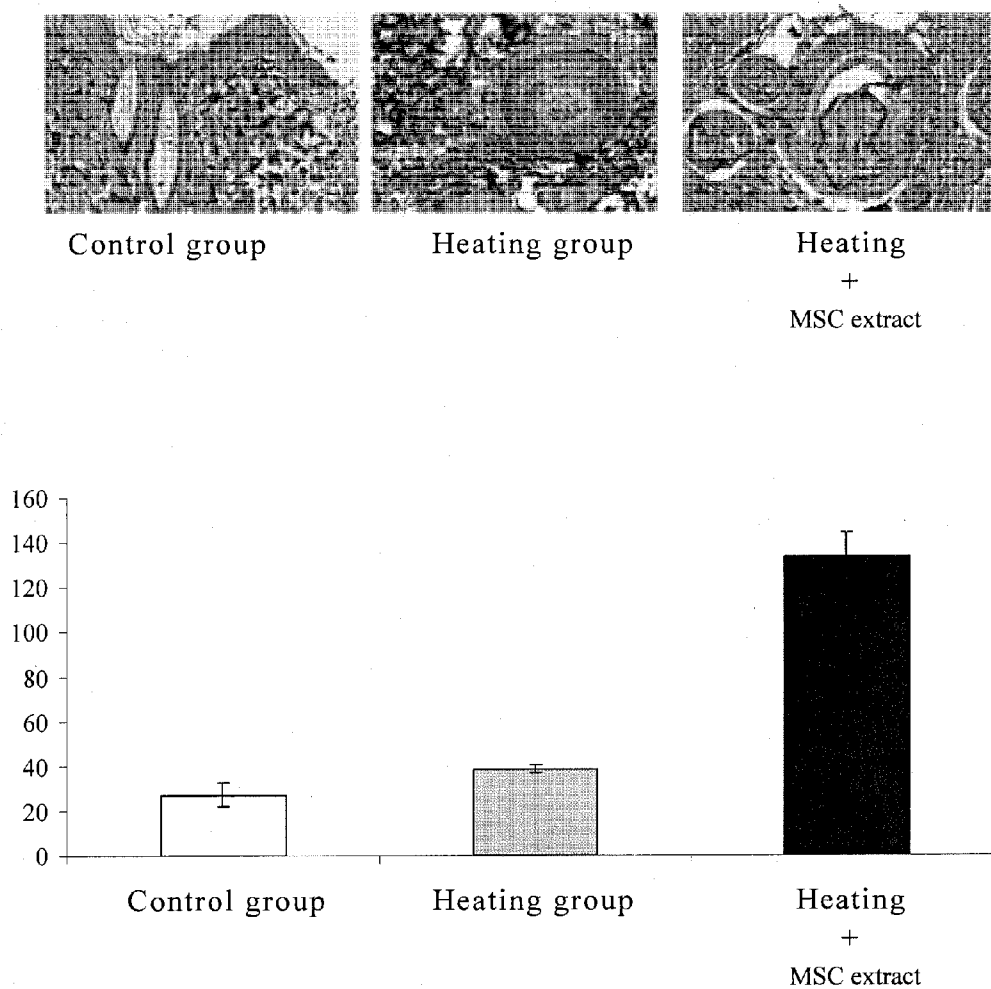 Control group
Heating group
Heating
+
MSC extract
160
140
120
100
80
60
40
20
0
Control group
Heating group
Heating
+
MSC extract